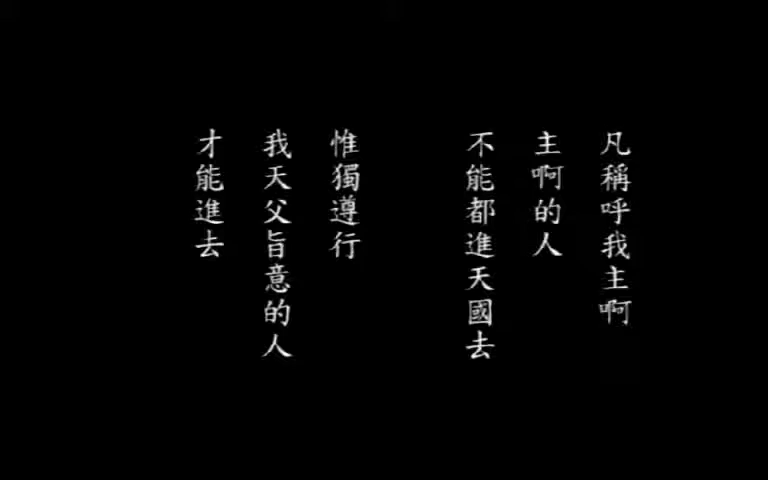 凡稱呼我主啊
主啊的人
不能都進天國去
惟獨遵行
我天父旨意的人
才能進去